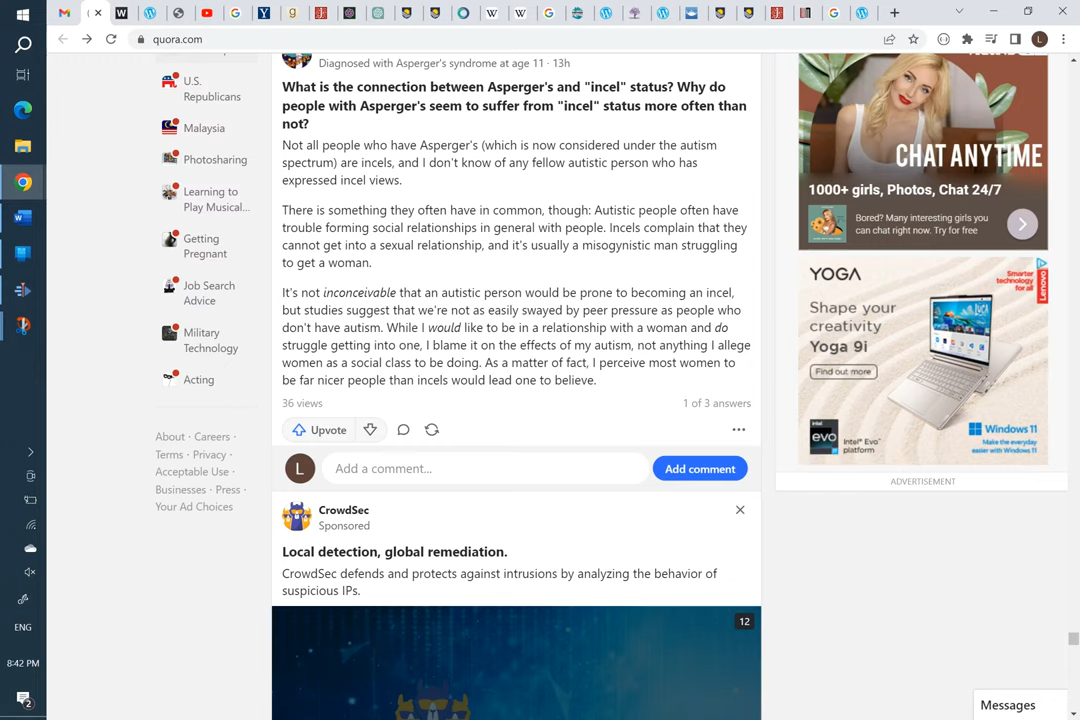 quora.com
U.S.
Republicans
Malaysia
Photosharing
Learning to
Play Musical...
Getting
Pregnant
Job Search
Advice
Military
Technology
Acting
About · Careers ·
Terms · Privacy ·
Acceptable Use ·
Businesses · Press ·
Your Ad Choices
Diagnosed with Asperger's syndrome at age 11 · 13h
What is the connection between Asperger's and "incel" status? Why do
people with Asperger's seem to suffer from "incel" status more often than
not?
Not all people who have Asperger's (which is now considered under the autism
spectrum) are incels, and I don't know of any fellow autistic person who has
expressed incel views.
There is something they often have in common, though: Autistic people often have
trouble forming social relationships in general with people. Incels complain that they
cannot get into a sexual relationship, and it's usually a misogynistic man struggling
to get a woman.
It's not inconceivable that an autistic person would be prone to becoming an incel,
but studies suggest that we're not as easily swayed by peer pressure as people who
don't have autism. While I would like to be in a relationship with a woman and do
struggle getting into one, I blame it on the effects of my autism, not anything I allege
women as a social class to be doing. As a matter of fact, I perceive most women to
be far nicer people than incels would lead one to believe.
36 views
1 of 3 answers
Upvote
L
Add a comment...
Add comment
CrowdSec
Sponsored
Local detection, global remediation.
CrowdSec defends and protects against intrusions by analyzing the behavior of
suspicious IPs.
12
CHAT ANYTIME
1000+ girls, Photos, Chat 24/7
Bored? Many interesting girls you
can chat right now. Try for free
YOGA
Smarter
technology
for all
Lenovo
Shape your
creativity
Yoga 9i
Find out more
intel
evo
Intel® Evo™
platform
Windows 11
Make the everyday
easier with Windows 11
ADVERTISEMENT
Messages
ENG
8:42 PM
2